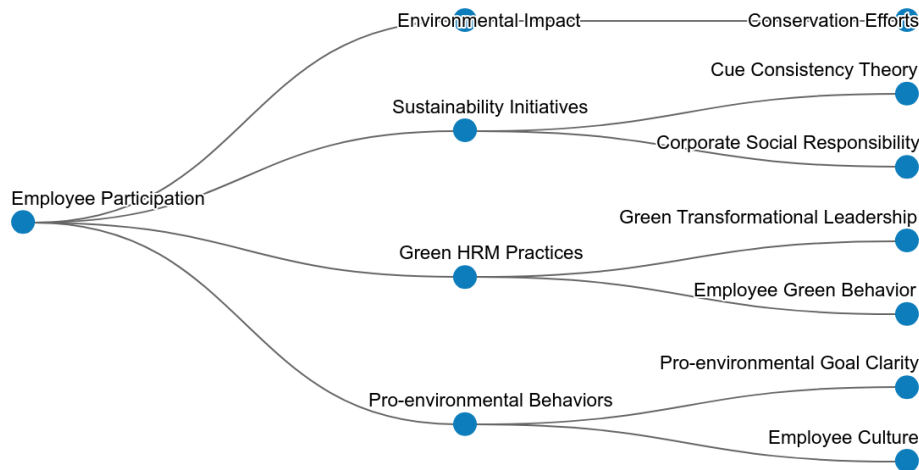 Environmental Impact
Conservation Efforts
Cue Consistency Theory
Sustainability Initiatives
Corporate Social Responsibility
Employee Participation
Green Transformational Leadership
Green HRM Practices
Employee Green Behavior
Pro-environmental Goal Clarity
Pro-environmental Behaviors
Employee Culture